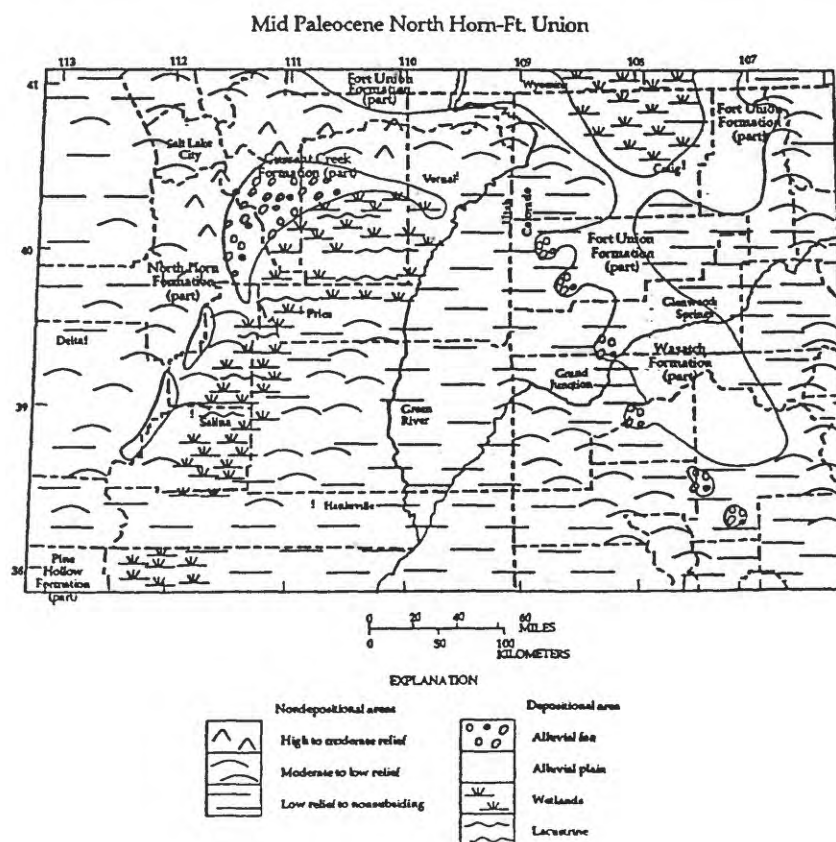 Mid Paleocene North Horn-Ft. Union
113
112
111
110
109
107
41
Fort Union
Formation
(part)
Wyoming
Fort Union
Formation
(part)
Salt Lake
City
Currant Creek
Formation (part)
Vernal
Craig
Utah
Colorado
40
North Horn
Formation
(part)
Fort Union
Formation
(part)
Glenwood
Springs
Price
Delta
Wasatch
Formation
(part)
Grand
Junction
39
Green
River
Salina
Hanksville
Pine
Hollow
Formation
(part)
0 20 40 60
MILES
0 50 100
KILOMETERS
EXPLANATION
Nondepositional areas
High to moderate relief
Moderate to low relief
Low relief to nonsubsiding
Depositional area
Alluvial fan
Alluvial plain
Wetlands
Lacustrine